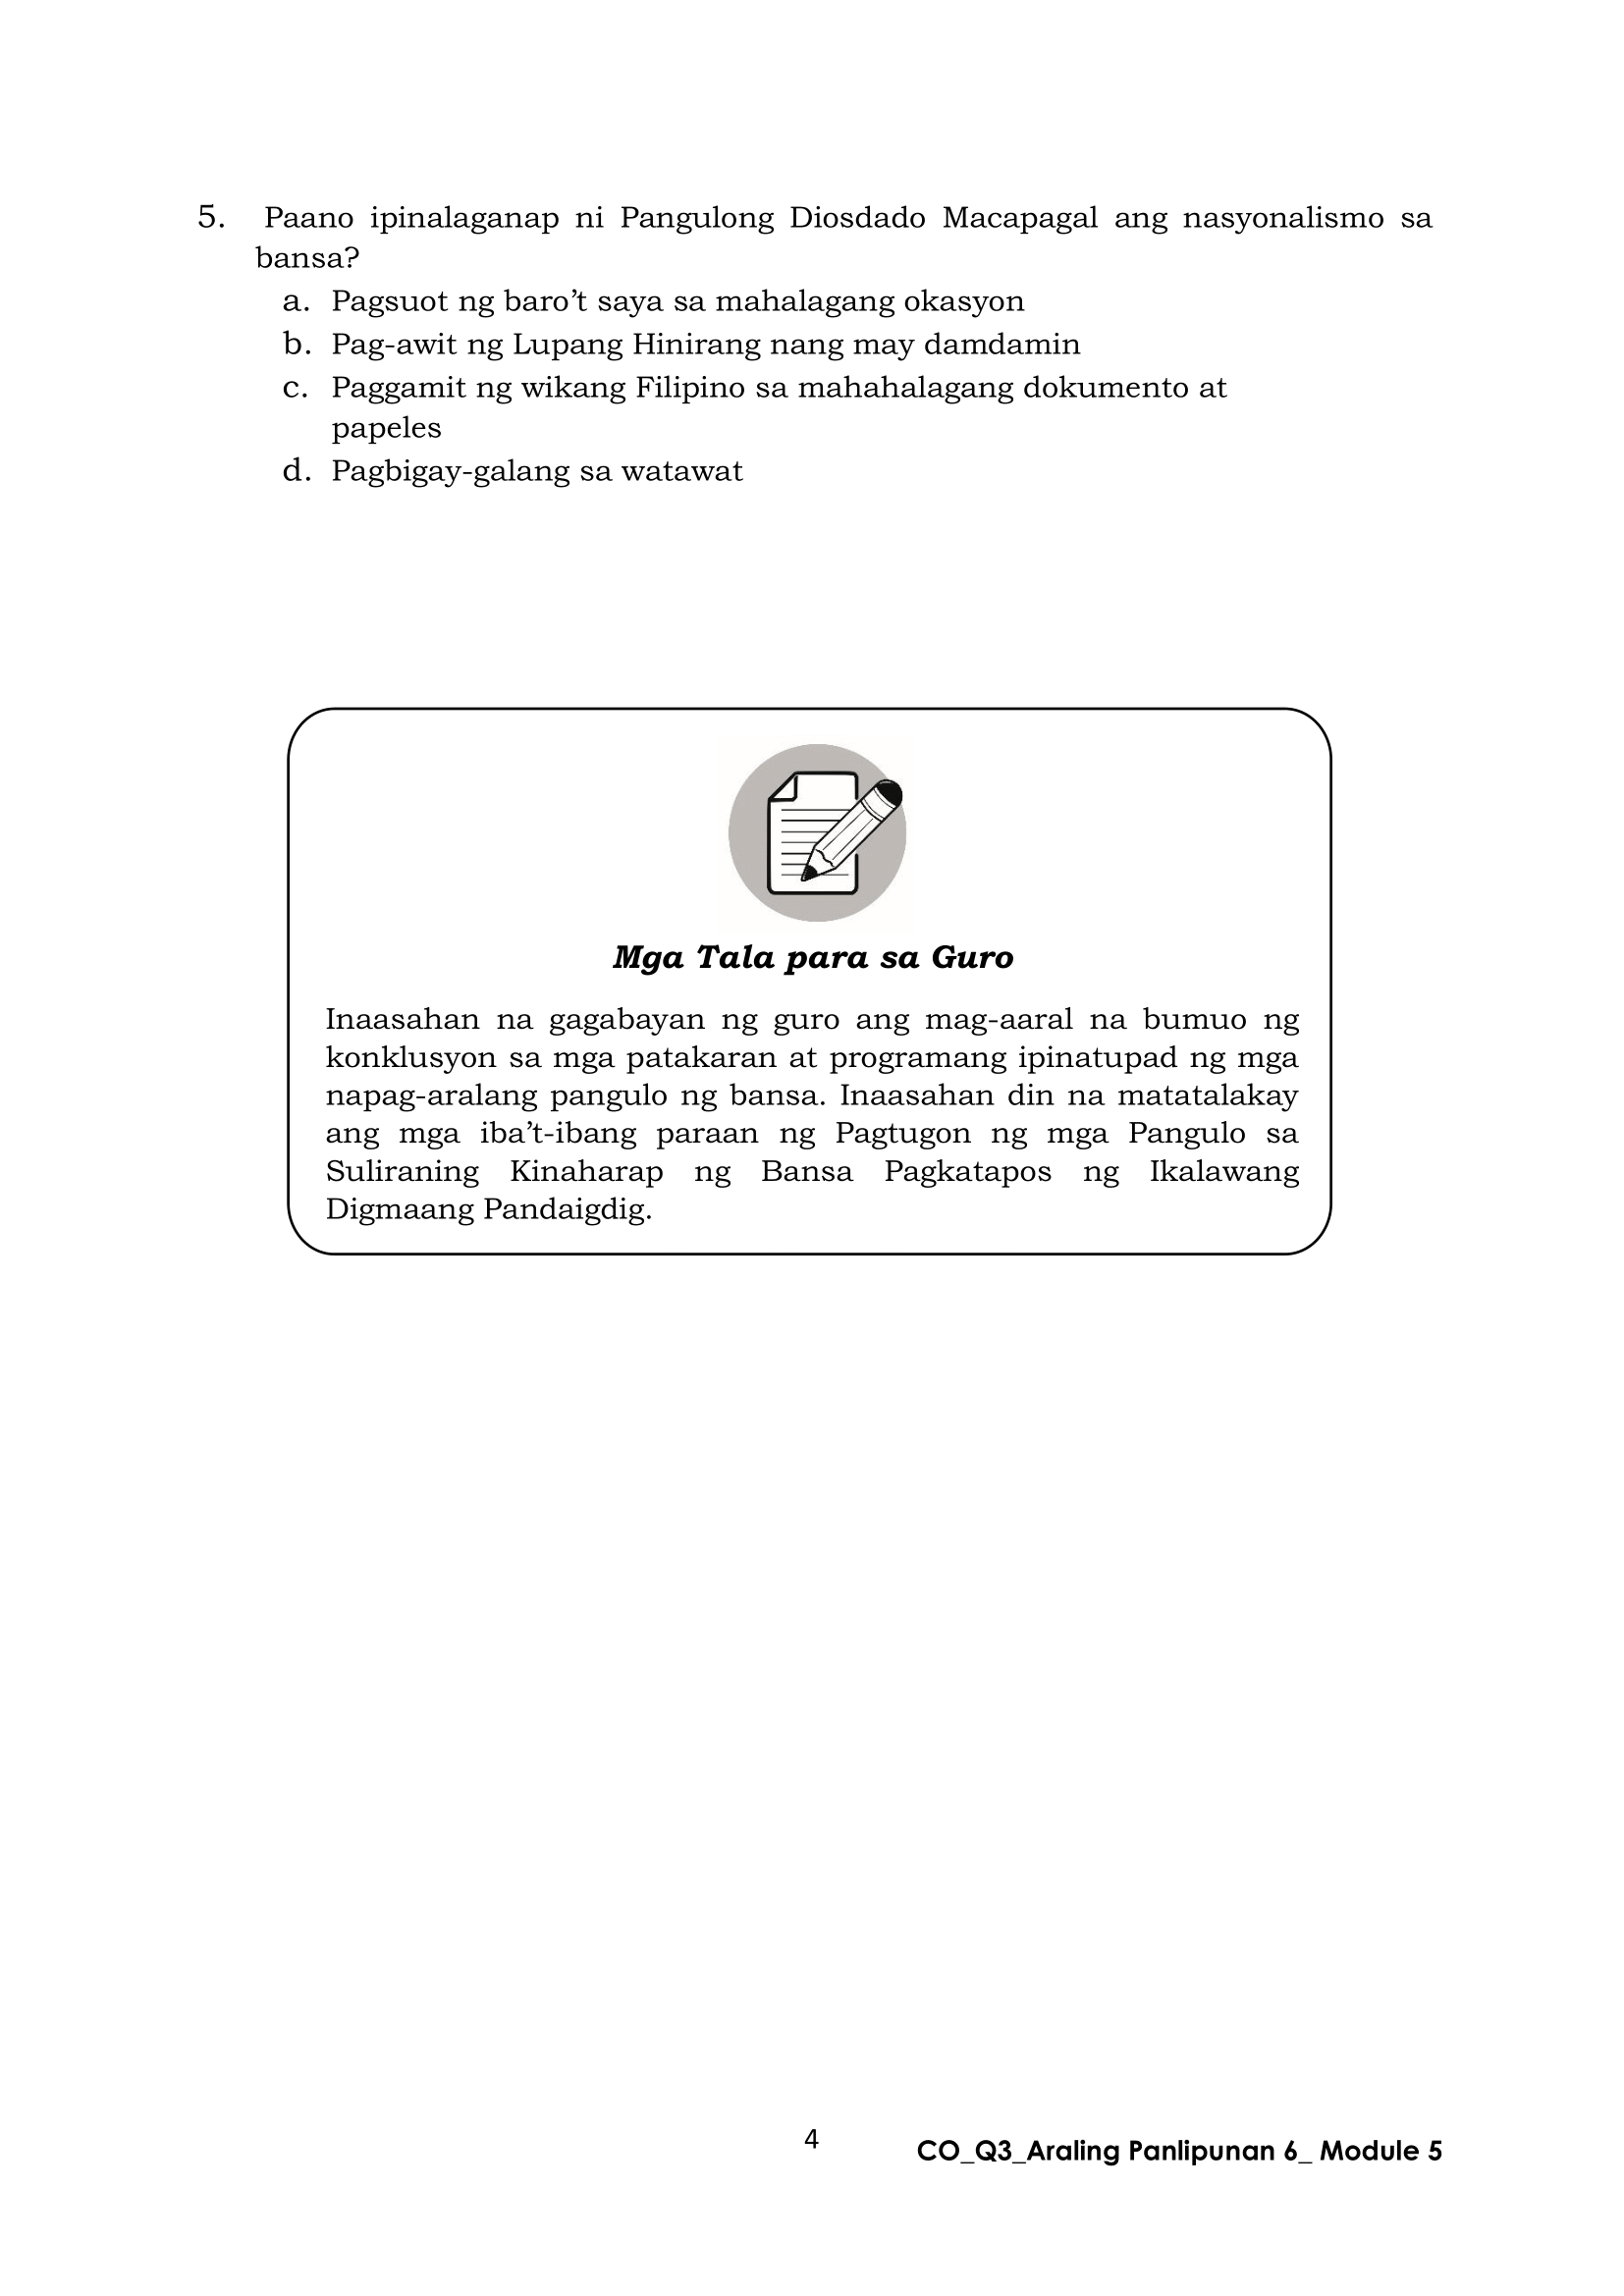 5. Paano ipinalaganap ni Pangulong Diosdado Macapagal ang nasyonalismo sa
bansa?
a. Pagsuot ng baro’t saya sa mahalagang okasyon
b. Pag-awit ng Lupang Hinirang nang may damdamin
c. Paggamit ng wikang Filipino sa mahahalagang dokumento at
papeles
d. Pagbigay-galang sa watawat
Mga Tala para sa Guro
Inaasahan na gagabayan ng guro ang mag-aaral na bumuo ng
konklusyon sa mga patakaran at programang ipinatupad ng mga
napag-aralang pangulo ng bansa. Inaasahan din na matatalakay
ang mga iba’t-ibang paraan ng Pagtugon ng mga Pangulo sa
Suliraning Kinaharap ng Bansa Pagkatapos ng Ikalawang
Digmaang Pandaigdig.
4
CO_Q3_Araling Panlipunan 6_ Module 5